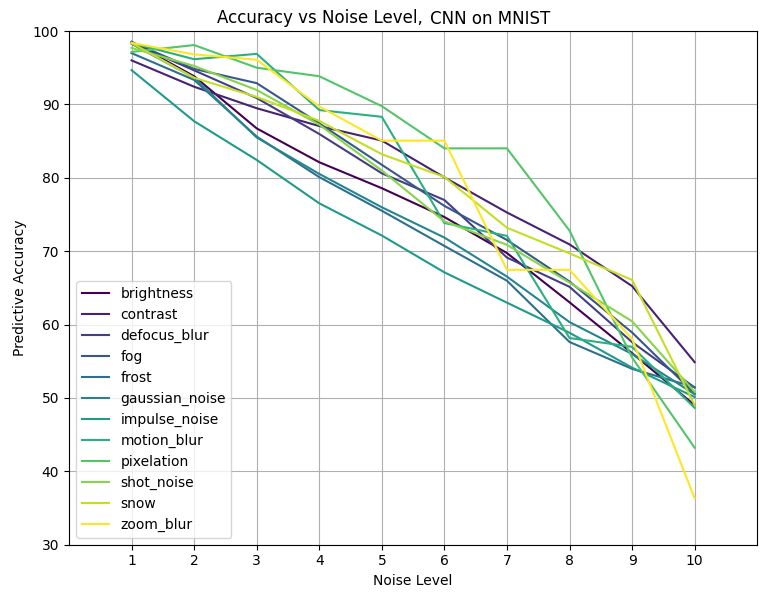 Accuracy vs Noise Level, CNN on MNIST
100
90
80
70
60
50
40
30
Predictive Accuracy
brightness
contrast
defocus_blur
fog
frost
gaussian_noise
impulse_noise
motion_blur
pixelation
shot_noise
snow
zoom_blur
1 2 3 4 5 6 7 8 9 10
Noise Level